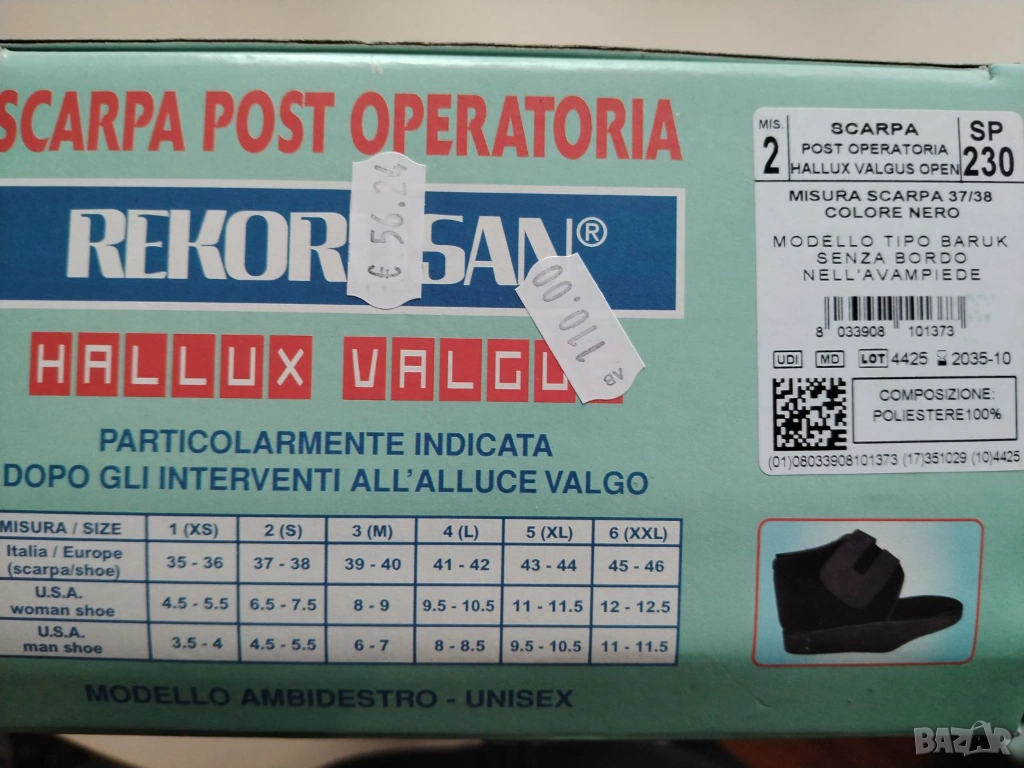 SCARPA POST OPERATORIA
REKOR SAN®
HALLUX VALGU
PARTICOLARMENTE INDICATA
DOPO GLI INTERVENTI ALL'ALLUCE VALGO
€ 56.24
110.00
AB
MISURA / SIZE 1 (XS) 2 (S) 3 (M) 4 (L) 5 (XL) 6 (XXL)
Italia / Europe (scarpa/shoe) 35 - 36 37 - 38 39 - 40 41 - 42 43 - 44 45 - 46
U.S.A. woman shoe 4.5 - 5.5 6.5 - 7.5 8 - 9 9.5 - 10.5 11 - 11.5 12 - 12.5
U.S.A. man shoe 3.5 - 4 4.5 - 5.5 6 - 7 8 - 8.5 9.5 - 10.5 11 - 11.5
MODELLO AMBIDESTRO - UNISEX
MIS. 2
SCARPA
POST OPERATORIA
HALLUX VALGUS OPEN
SP 230
MISURA SCARPA 37/38
COLORE NERO
MODELLO TIPO BARUK
SENZA BORDO
NELL'AVAMPIEDE
8 033908 101373
UDI MD LOT 4425 2035-10
COMPOSIZIONE:
POLIESTERE100%
(01)08033908101373 (17)351029 (10)4425
BAZAR